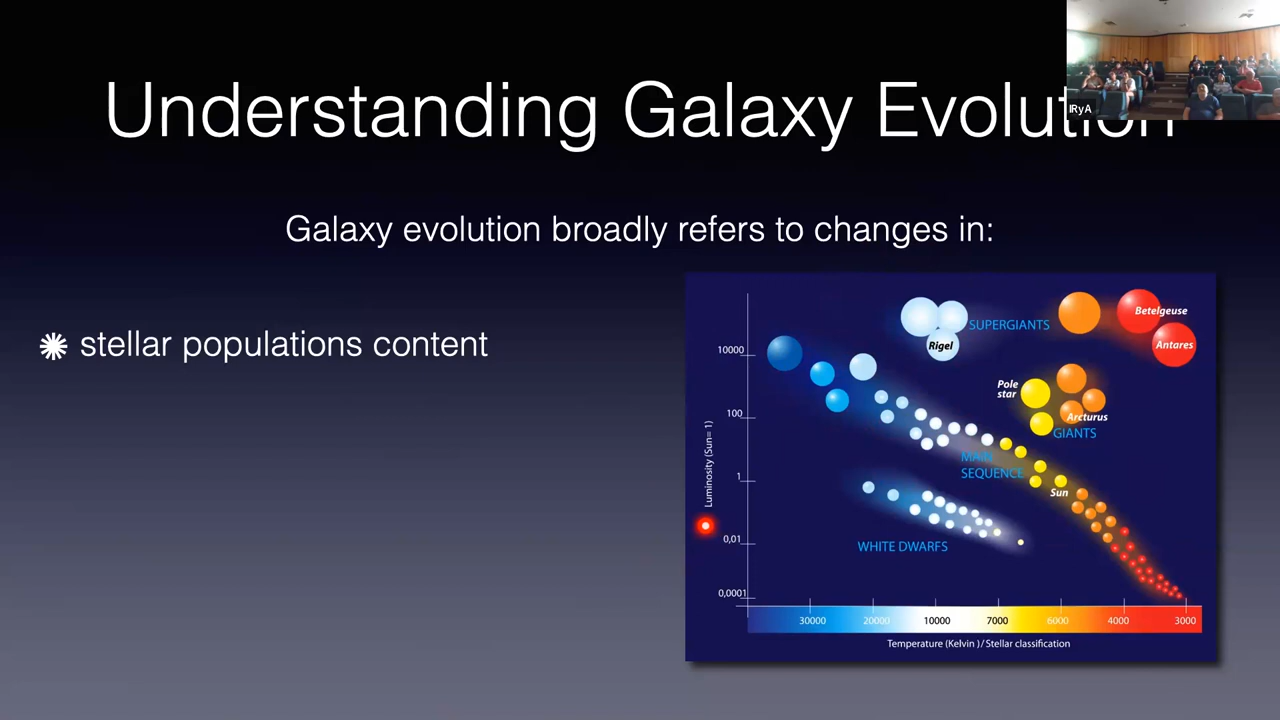 Understanding Galaxy Evolution
IRyA
Galaxy evolution broadly refers to changes in:
stellar populations content
Luminosity (Sun= 1)
10000
100
1
0,01
0,0001
SUPERGIANTS
Rigel
Betelgeuse
Antares
Pole
star
Arcturus
GIANTS
MAIN
SEQUENCE
Sun
WHITE DWARFS
30000 20000 10000 7000 6000 4000 3000
Temperature (Kelvin) / Stellar classification